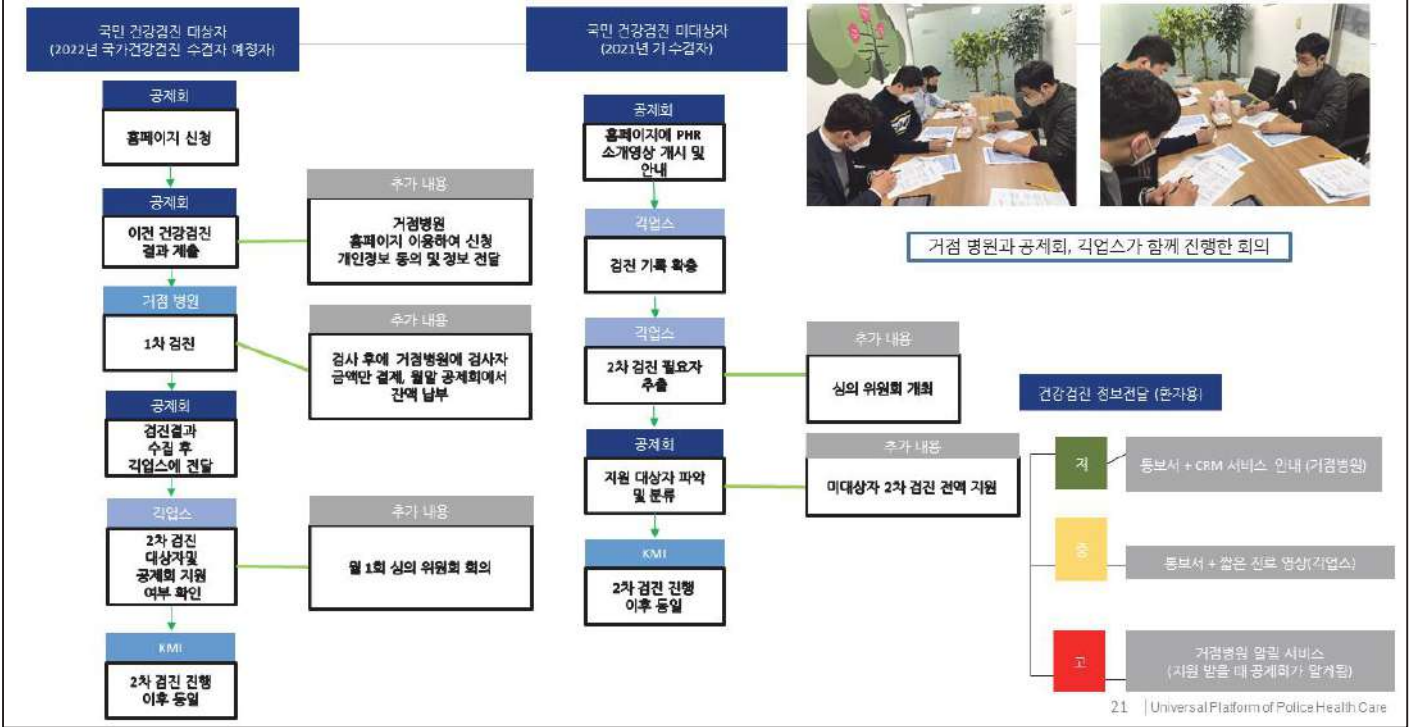 국민 건강검진 대상자
(2022년 국가건강검진 수검자 예정자)
공제회
홈페이지 신청
공제회
이전 건강검진
결과 제출
추가 내용
거점병원
홈페이지 이용하여 신청
개인정보 동의 및 정보 전달
거점 병원
1차 검진
추가 내용
검사 후에 거점병원에 검사자
금액만 결제, 월말 공제회에서
잔액 납부
공제회
검진결과
수집 후
긱업스에 전달
긱업스
2차 검진
대상자및
공제회 지원
여부 확인
추가 내용
월 1회 심의 위원회 회의
KMI
2차 검진 진행
이후 동일
국민 건강검진 미대상자
(2021년 기 수검자)
공제회
홈페이지에 PHR
소개영상 개시 및
안내
긱업스
검진 기록 확충
긱업스
2차 검진 필요자
추출
추가 내용
심의 위원회 개최
공제회
지원 대상자 파악
및 분류
추가 내용
미대상자 2차 검진 전액 지원
KMI
2차 검진 진행
이후 동일
거점 병원과 공제회, 긱업스가 함께 진행한 회의
건강검진 정보전달 (환자용)
저
통보서 + CRM 서비스 안내 (거점병원)
중
통보서 + 짧은 진료 영상(긱업스)
고
거점병원 알림 서비스
(지원 받을 때 공제회가 알게됨)
21 | Universal Platform of Police Health Care